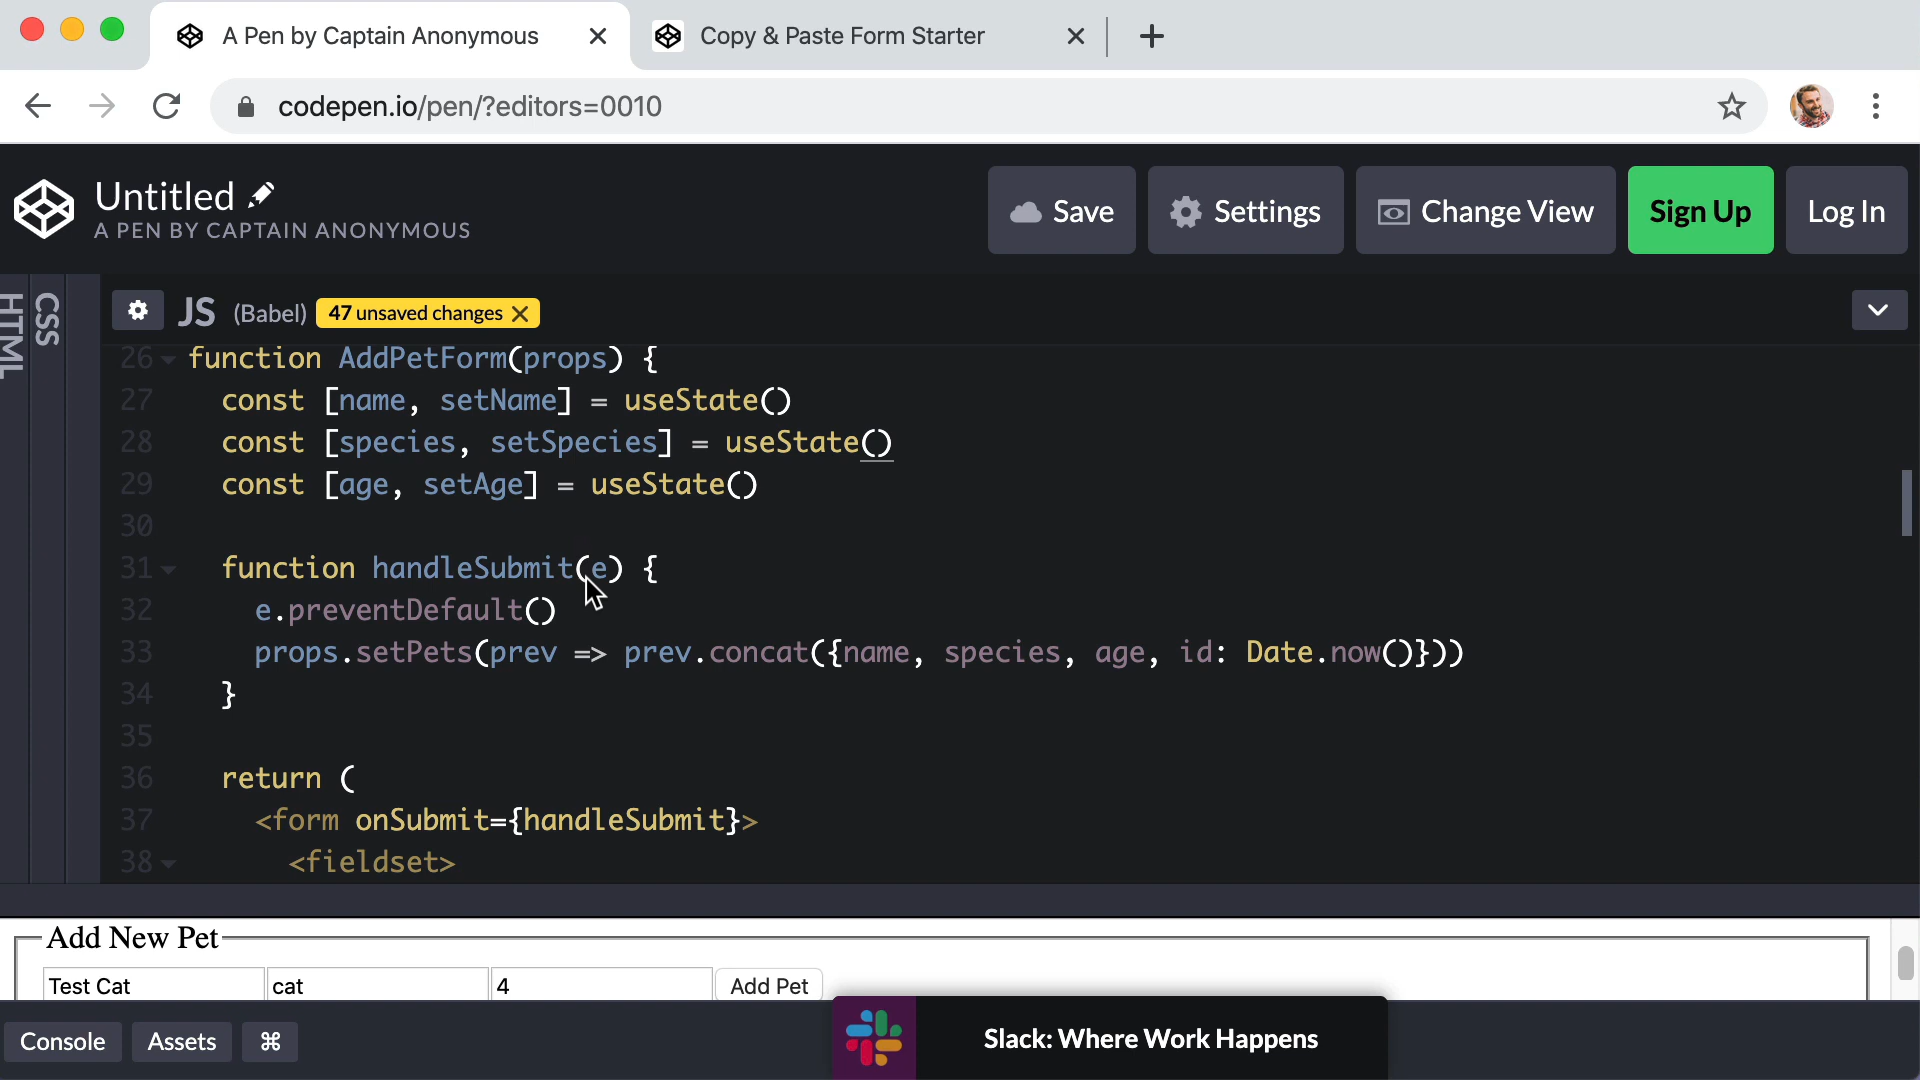 A Pen by Captain Anonymous
Copy & Paste Form Starter
codepen.io/pen/?editors=0010
Untitled
A PEN BY CAPTAIN ANONYMOUS
Save
Settings
Change View
Sign Up
Log In
HTML
CSS
JS (Babel) 47 unsaved changes
26 function AddPetForm(props) {
27 const [name, setName] = useState()
28 const [species, setSpecies] = useState()
29 const [age, setAge] = useState()
30
31 function handleSubmit(e) {
32 e.preventDefault()
33 props.setPets(prev => prev.concat({name, species, age, id: Date.now()}))
34 }
35
36 return (
37 <form onSubmit={handleSubmit}>
38 <fieldset>
Add New Pet
Test Cat
cat
4
Add Pet
Console
Assets
⌘
Slack: Where Work Happens